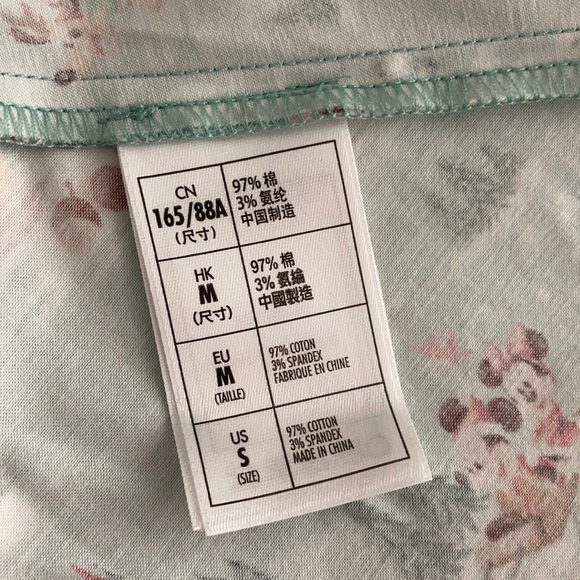 CN
165/88A
(尺寸)
97% 棉
3% 氨纶
中国制造
HK
M
(尺寸)
97% 棉
3% 氨綸
中國製造
EU
M
(TAILLE)
97% COTON
3% SPANDEX
FABRIQUE EN CHINE
US
S
(SIZE)
97% COTTON
3% SPANDEX
MADE IN CHINA